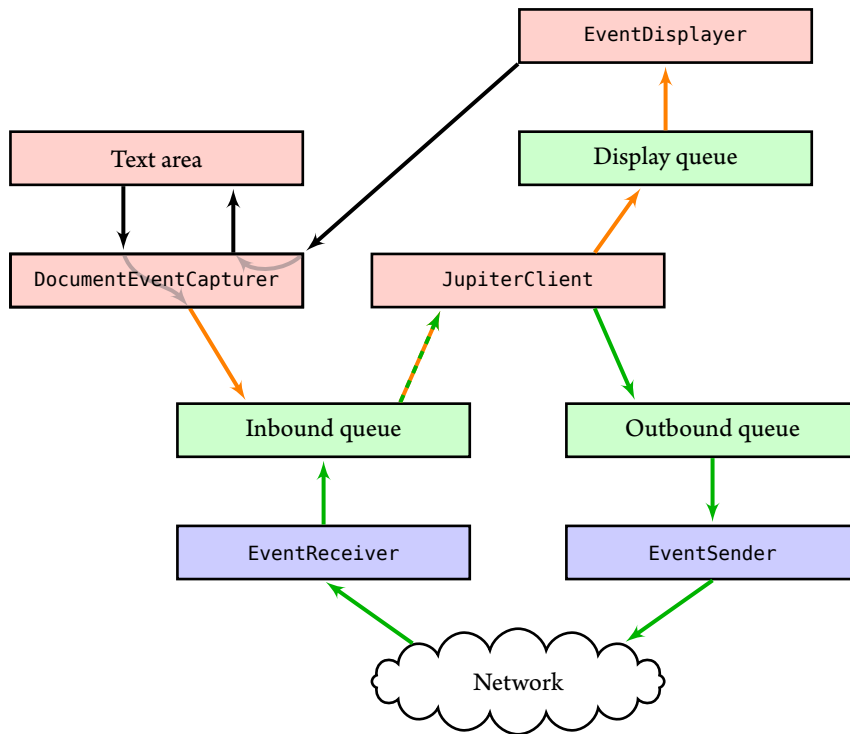 EventDisplayer
Text area
Display queue
DocumentEventCapturer
JupiterClient
Inbound queue
Outbound queue
EventReceiver
EventSender
Network